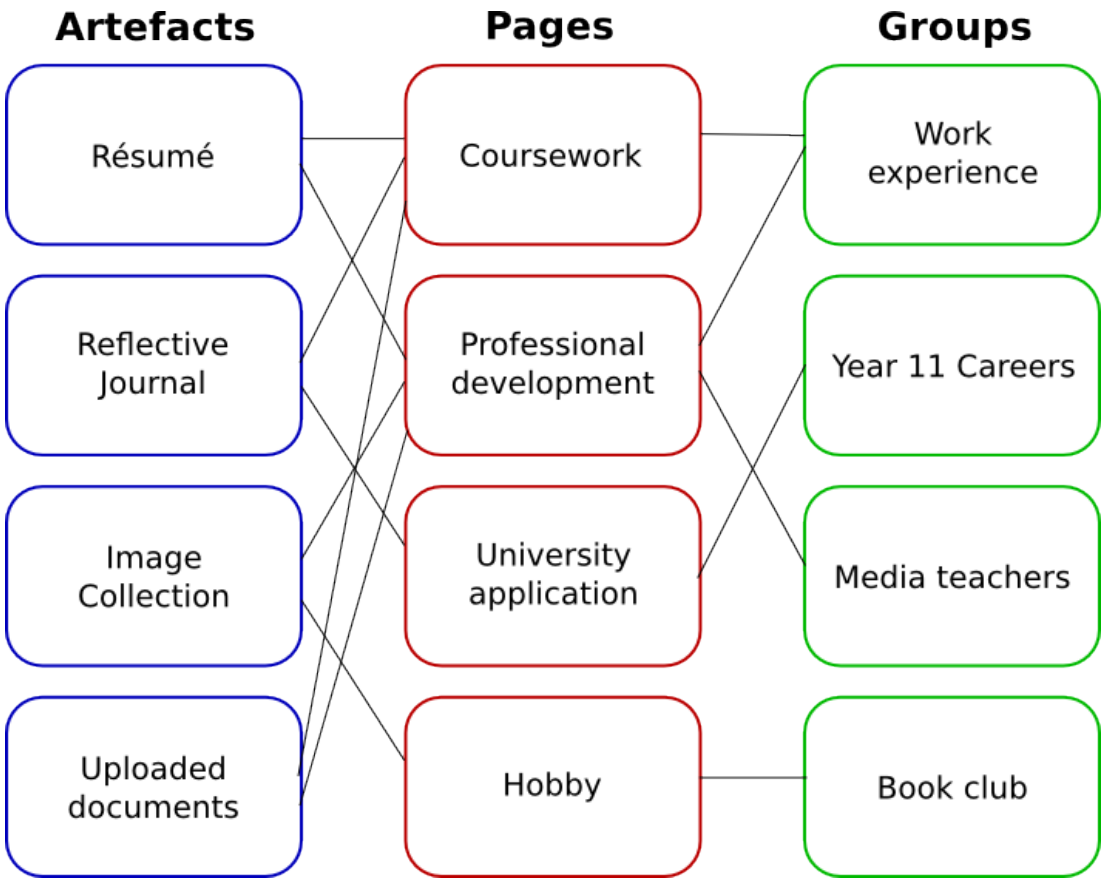 Artefacts
Pages
Groups
Résumé
Coursework
Work
experience
Reflective
Journal
Professional
development
Year 11 Careers
Image
Collection
University
application
Media teachers
Uploaded
documents
Hobby
Book club